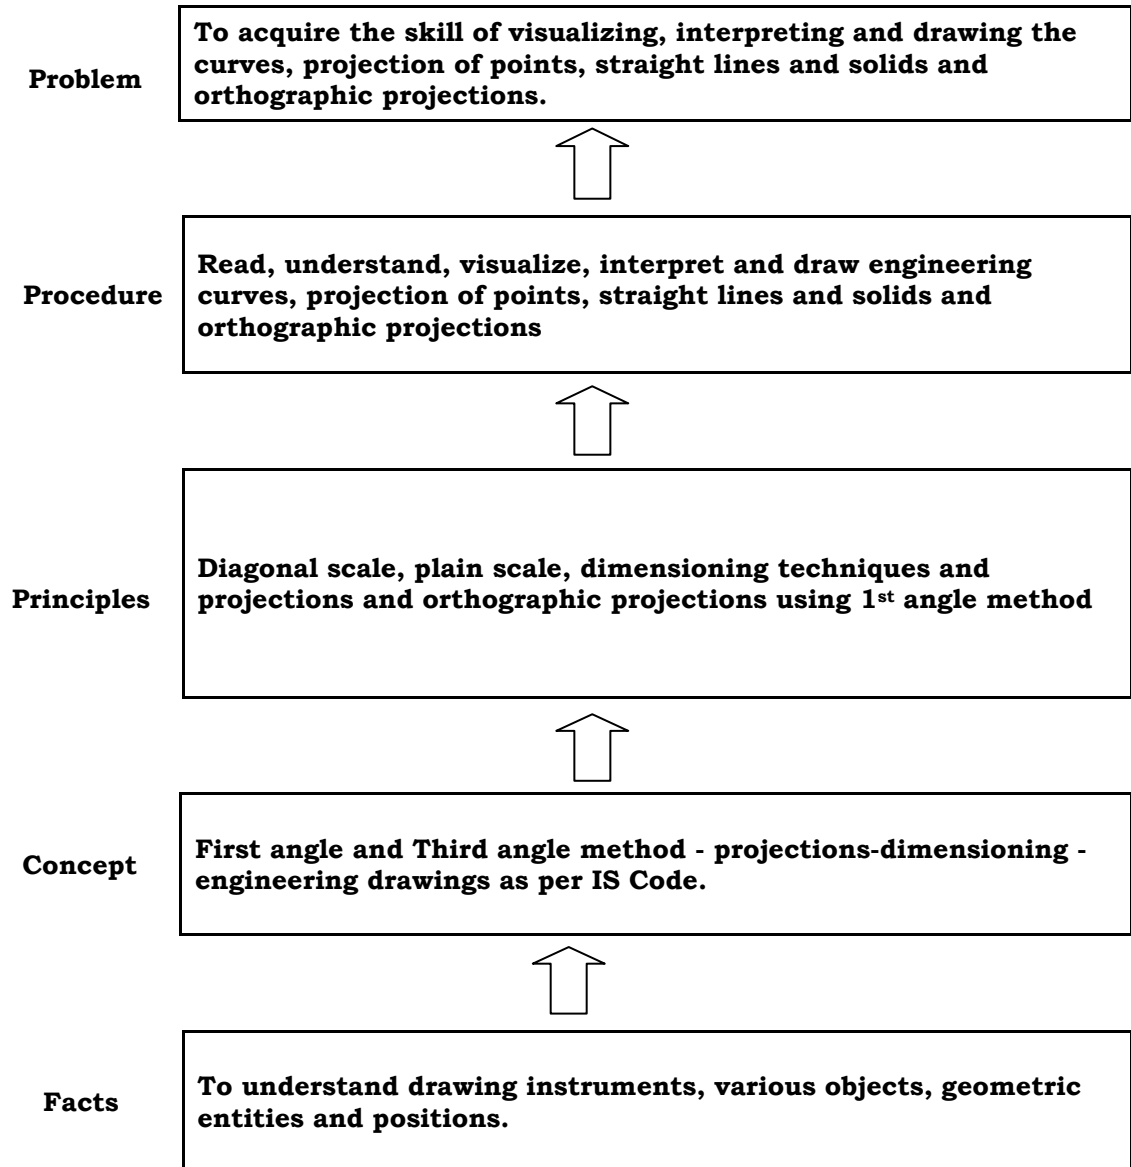 Problem
To acquire the skill of visualizing, interpreting and drawing the
curves, projection of points, straight lines and solids and
orthographic projections.
Procedure
Read, understand, visualize, interpret and draw engineering
curves, projection of points, straight lines and solids and
orthographic projections
Principles
Diagonal scale, plain scale, dimensioning techniques and
projections and orthographic projections using 1st angle method
Concept
First angle and Third angle method - projections-dimensioning -
engineering drawings as per IS Code.
Facts
To understand drawing instruments, various objects, geometric
entities and positions.